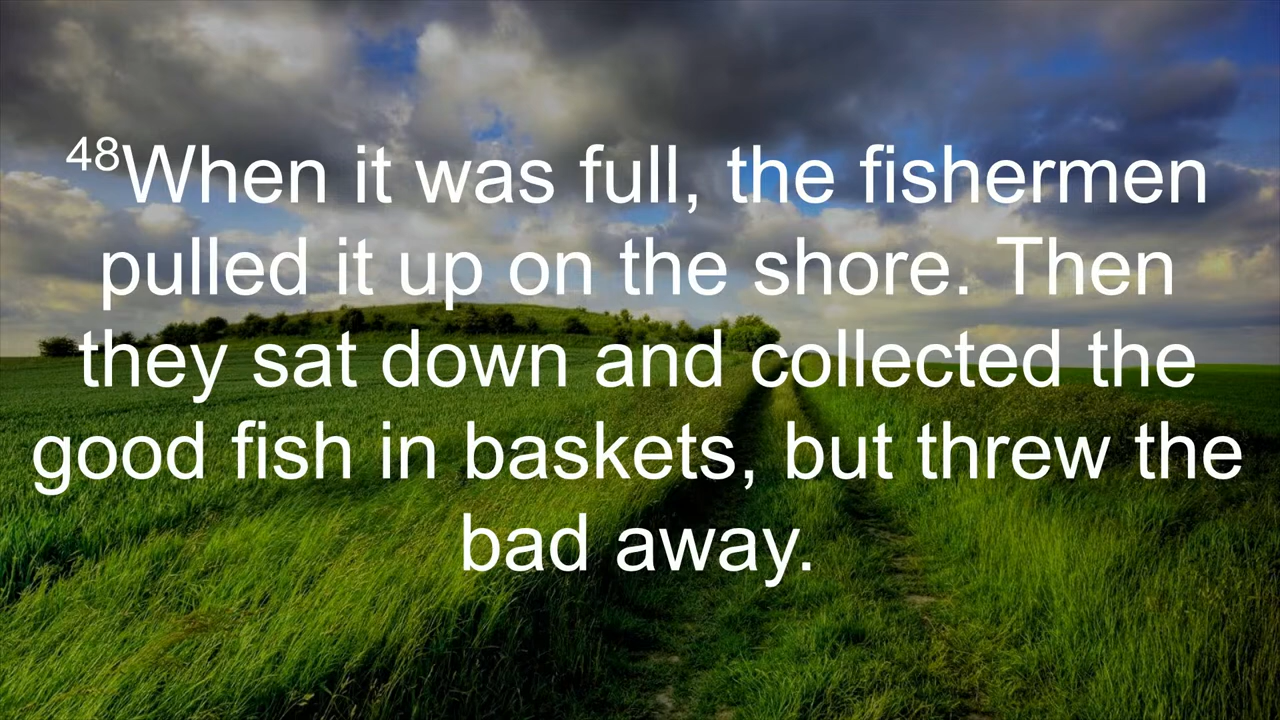 48When it was full, the fishermen
pulled it up on the shore. Then
they sat down and collected the
good fish in baskets, but threw the
bad away.